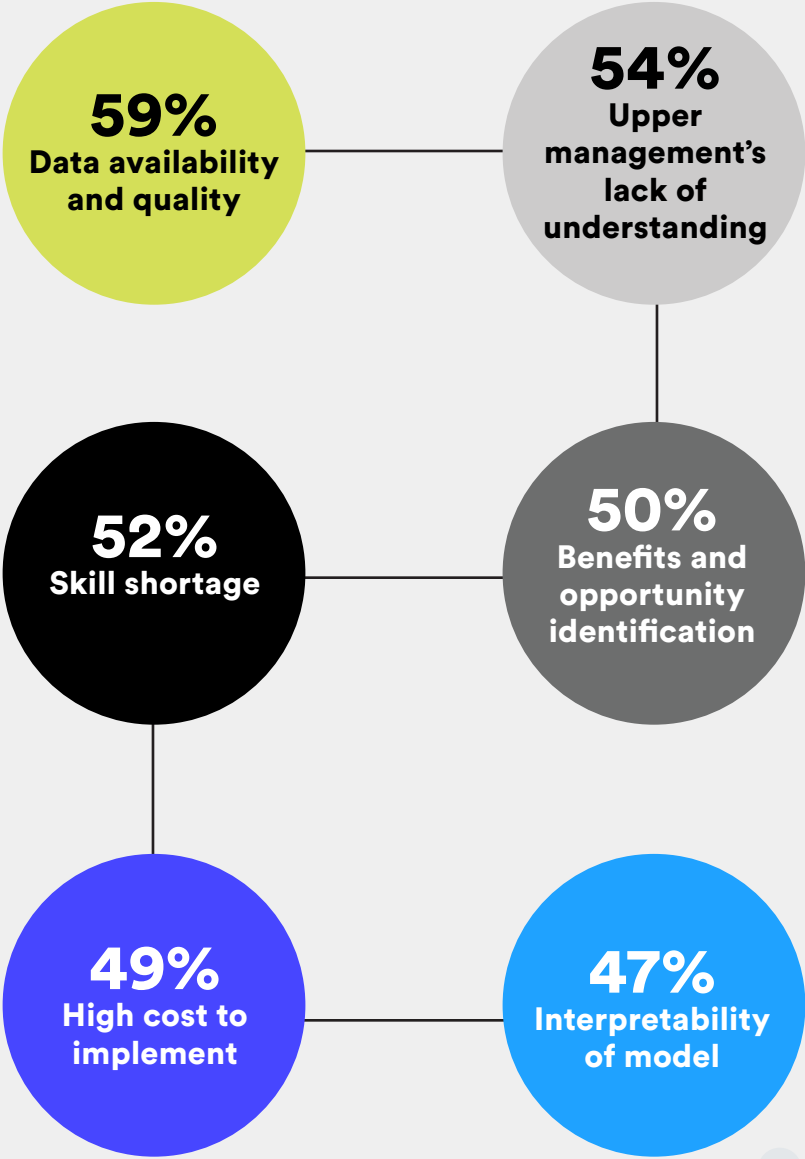 59%
Data availability
and quality
54%
Upper
management’s
lack of
understanding
52%
Skill shortage
50%
Benefits and
opportunity
identification
49%
High cost to
implement
47%
Interpretability
of model